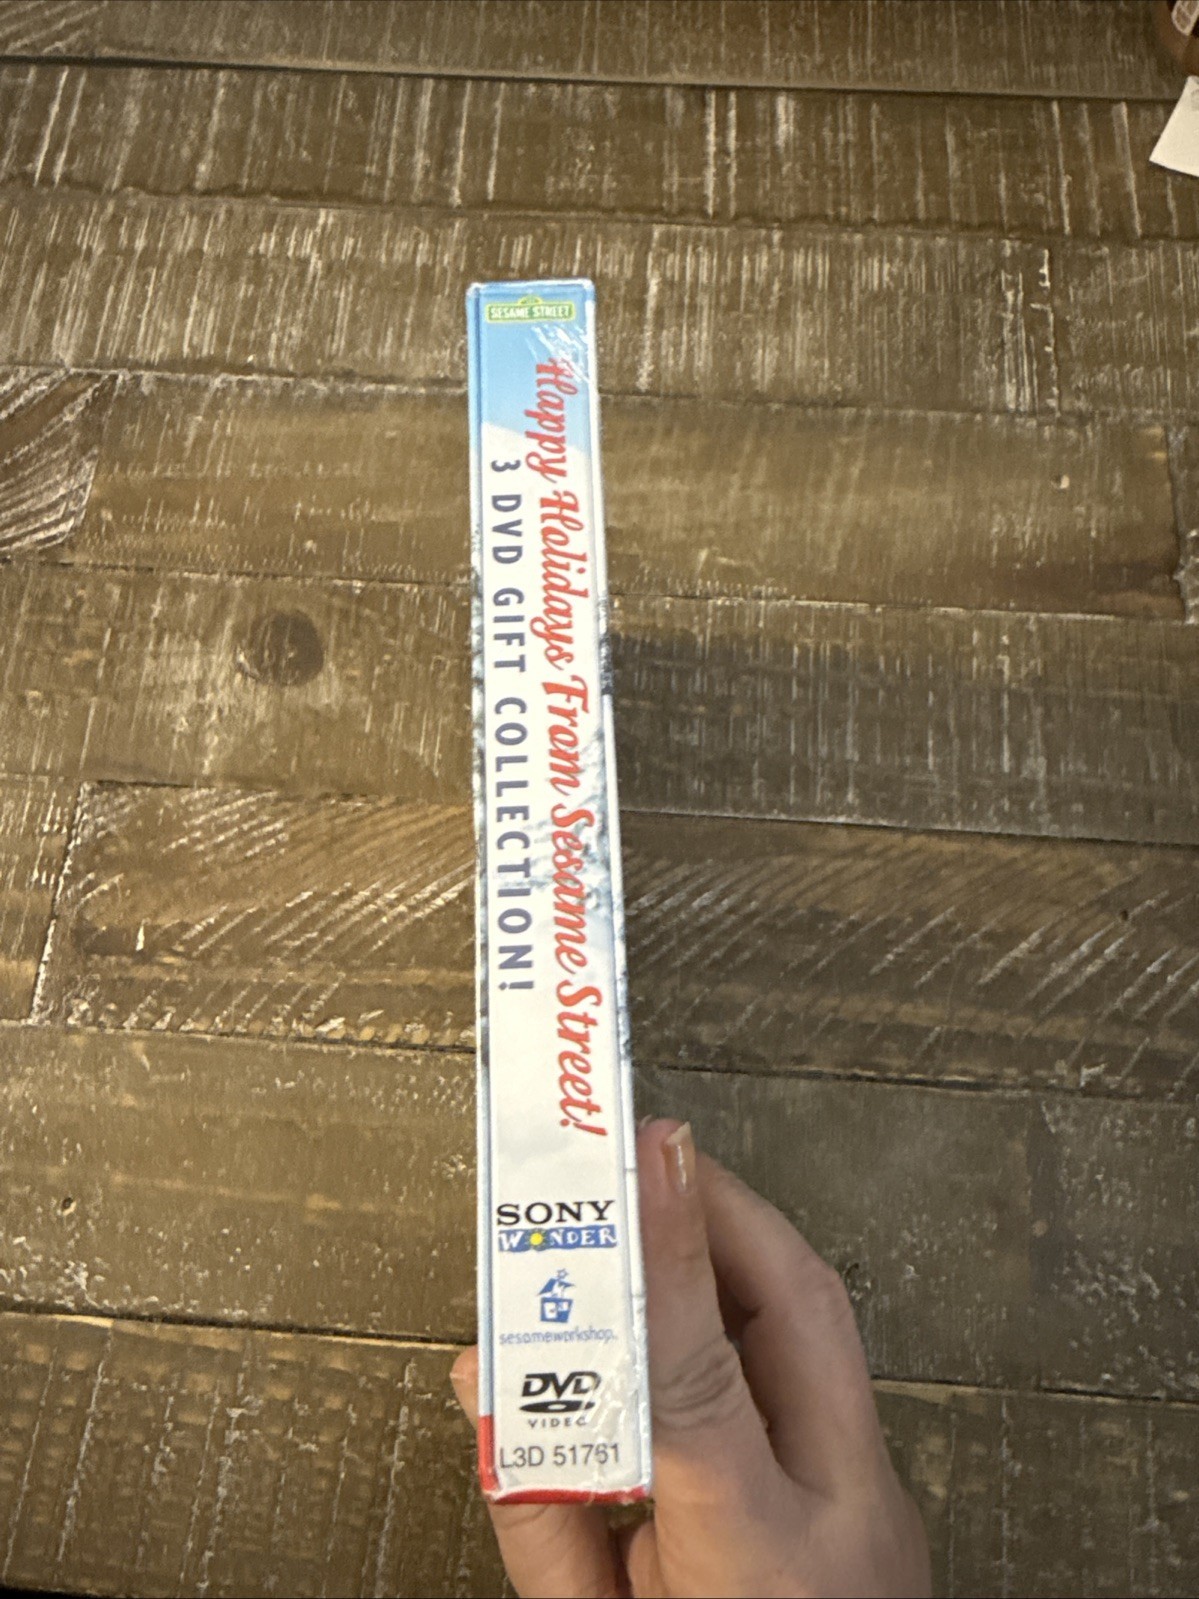 SESAME STREET
Happy Holidays From Sesame Street!
3 DVD GIFT COLLECTION!
SONY
WONDER
sesameworkshop.
DVD
VIDEO
L3D 51761